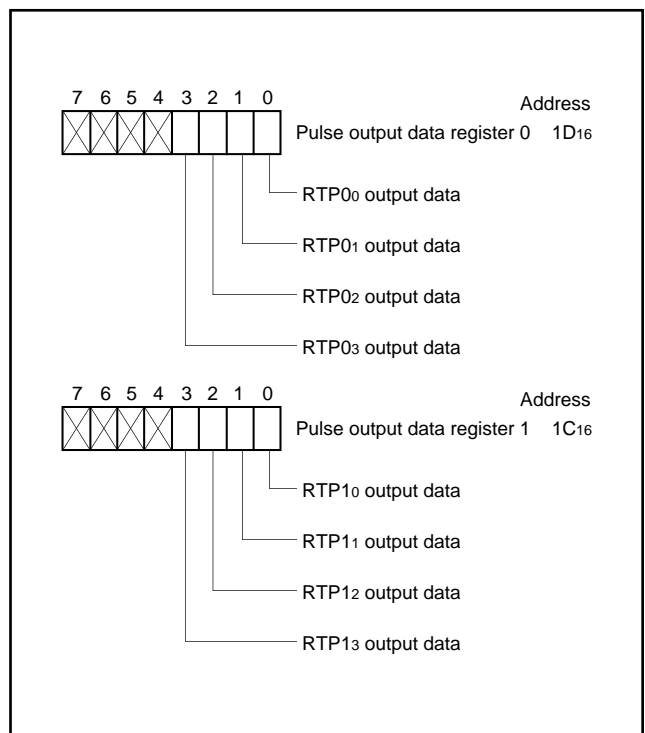 7 6 5 4 3 2 1 0
Address
Pulse output data register 0 1D₁₆
RTP0₀ output data
RTP0₁ output data
RTP0₂ output data
RTP0₃ output data
7 6 5 4 3 2 1 0
Address
Pulse output data register 1 1C₁₆
RTP1₀ output data
RTP1₁ output data
RTP1₂ output data
RTP1₃ output data